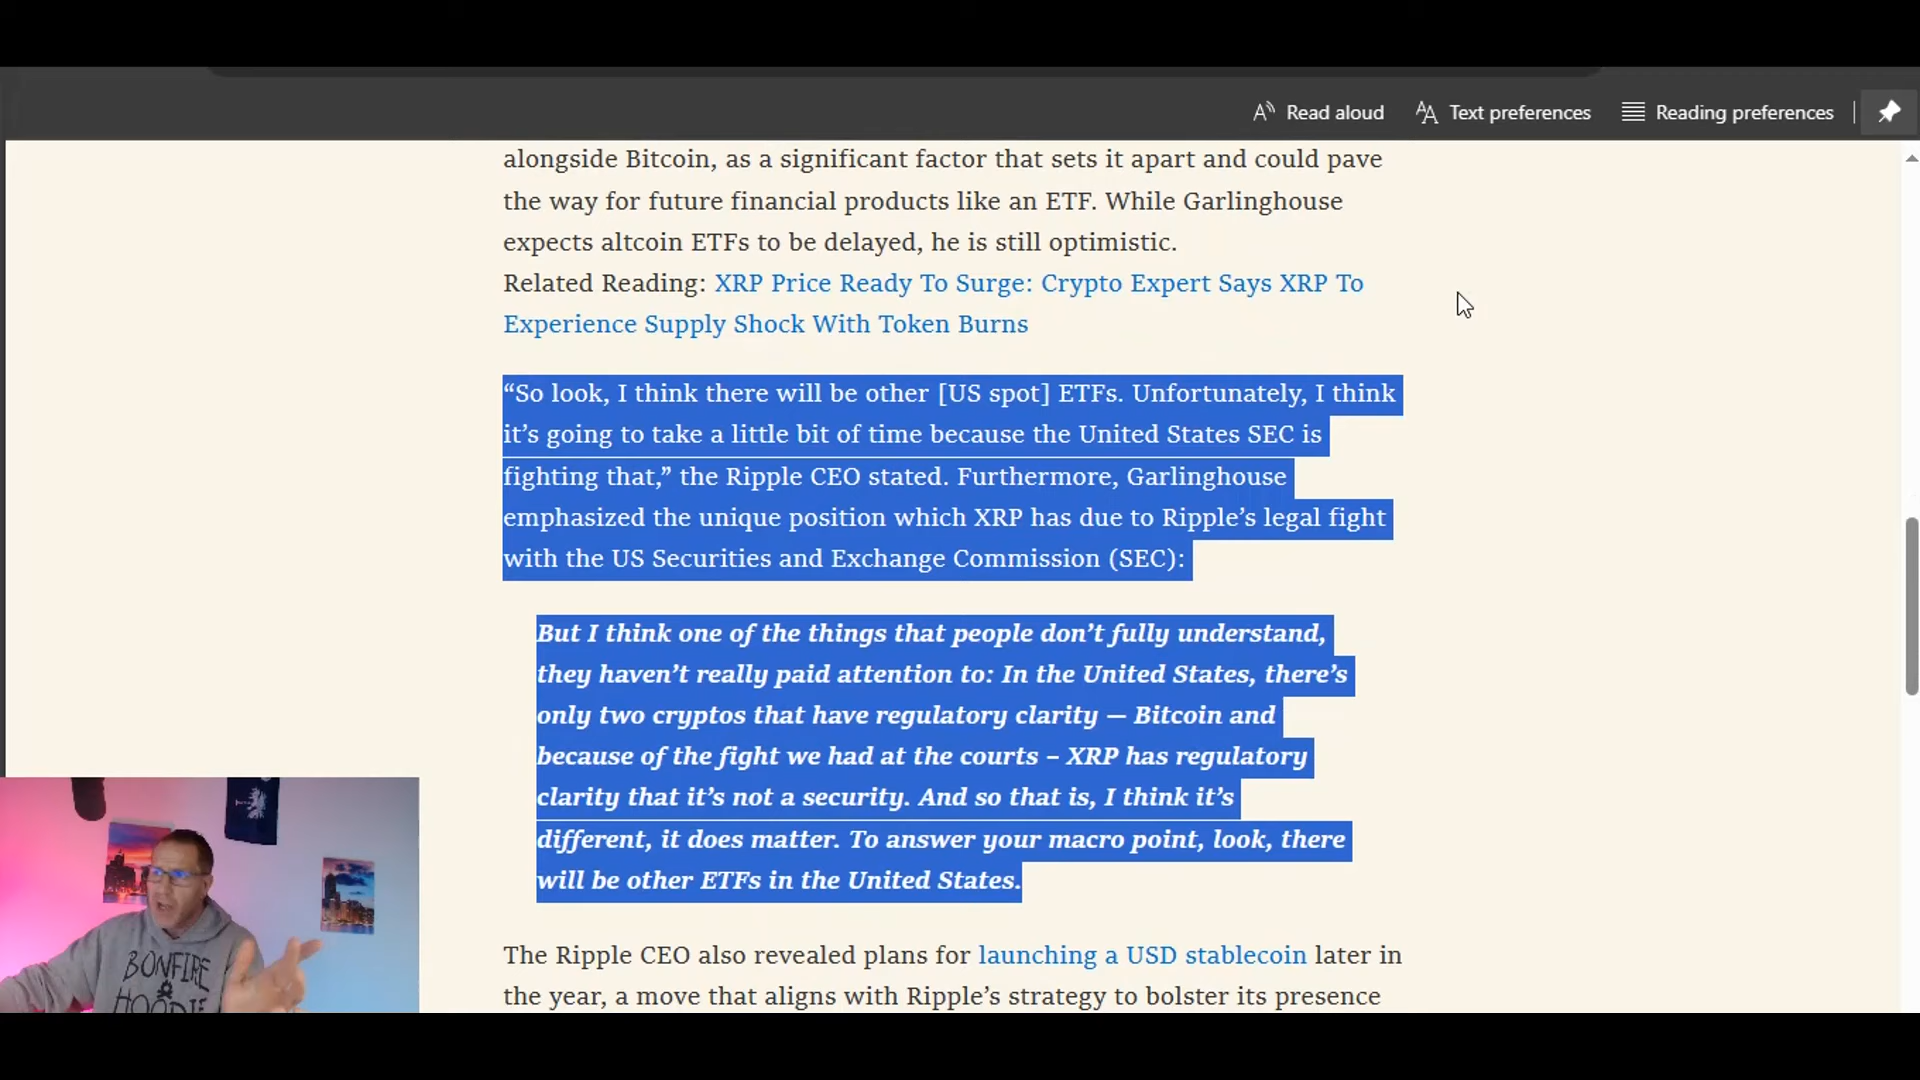 Read aloud
Text preferences
Reading preferences
alongside Bitcoin, as a significant factor that sets it apart and could pave
the way for future financial products like an ETF. While Garlinghouse
expects altcoin ETFs to be delayed, he is still optimistic.
Related Reading: XRP Price Ready To Surge: Crypto Expert Says XRP To
Experience Supply Shock With Token Burns
“So look, I think there will be other [US spot] ETFs. Unfortunately, I think
it’s going to take a little bit of time because the United States SEC is
fighting that,” the Ripple CEO stated. Furthermore, Garlinghouse
emphasized the unique position which XRP has due to Ripple’s legal fight
with the US Securities and Exchange Commission (SEC):
But I think one of the things that people don’t fully understand,
they haven’t really paid attention to: In the United States, there’s
only two cryptos that have regulatory clarity — Bitcoin and
because of the fight we had at the courts – XRP has regulatory
clarity that it’s not a security. And so that is, I think it’s
different, it does matter. To answer your macro point, look, there
will be other ETFs in the United States.
The Ripple CEO also revealed plans for launching a USD stablecoin later in
the year, a move that aligns with Ripple’s strategy to bolster its presence
BONFIRE
HOODIE